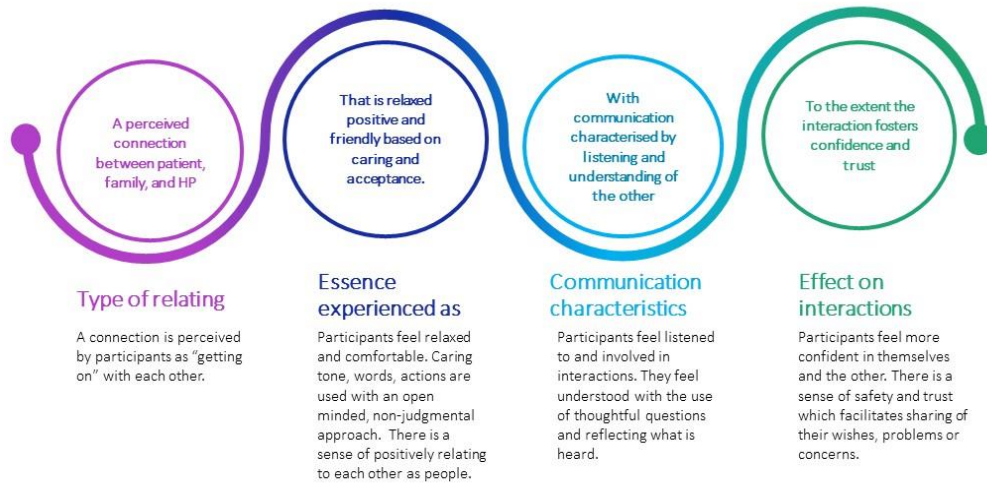 A perceived
connection
between patient,
family, and HP
That is relaxed
positive and
friendly based on
caring and
acceptance.
With
communication
characterised by
listening and
understanding of
the other
To the extent the
interaction fosters
confidence and
trust
Type of relating
A connection is perceived
by participants as “getting
on” with each other.
Essence
experienced as
Participants feel relaxed
and comfortable. Caring
tone, words, actions are
used with an open
minded, non-judgmental
approach. There is a
sense of positively relating
to each other as people.
Communication
characteristics
Participants feel listened
to and involved in
interactions. They feel
understood with the use
of thoughtful questions
and reflecting what is
heard.
Effect on
interactions
Participants feel more
confident in themselves
and the other. There is a
sense of safety and trust
which facilitates sharing of
their wishes, problems or
concerns.